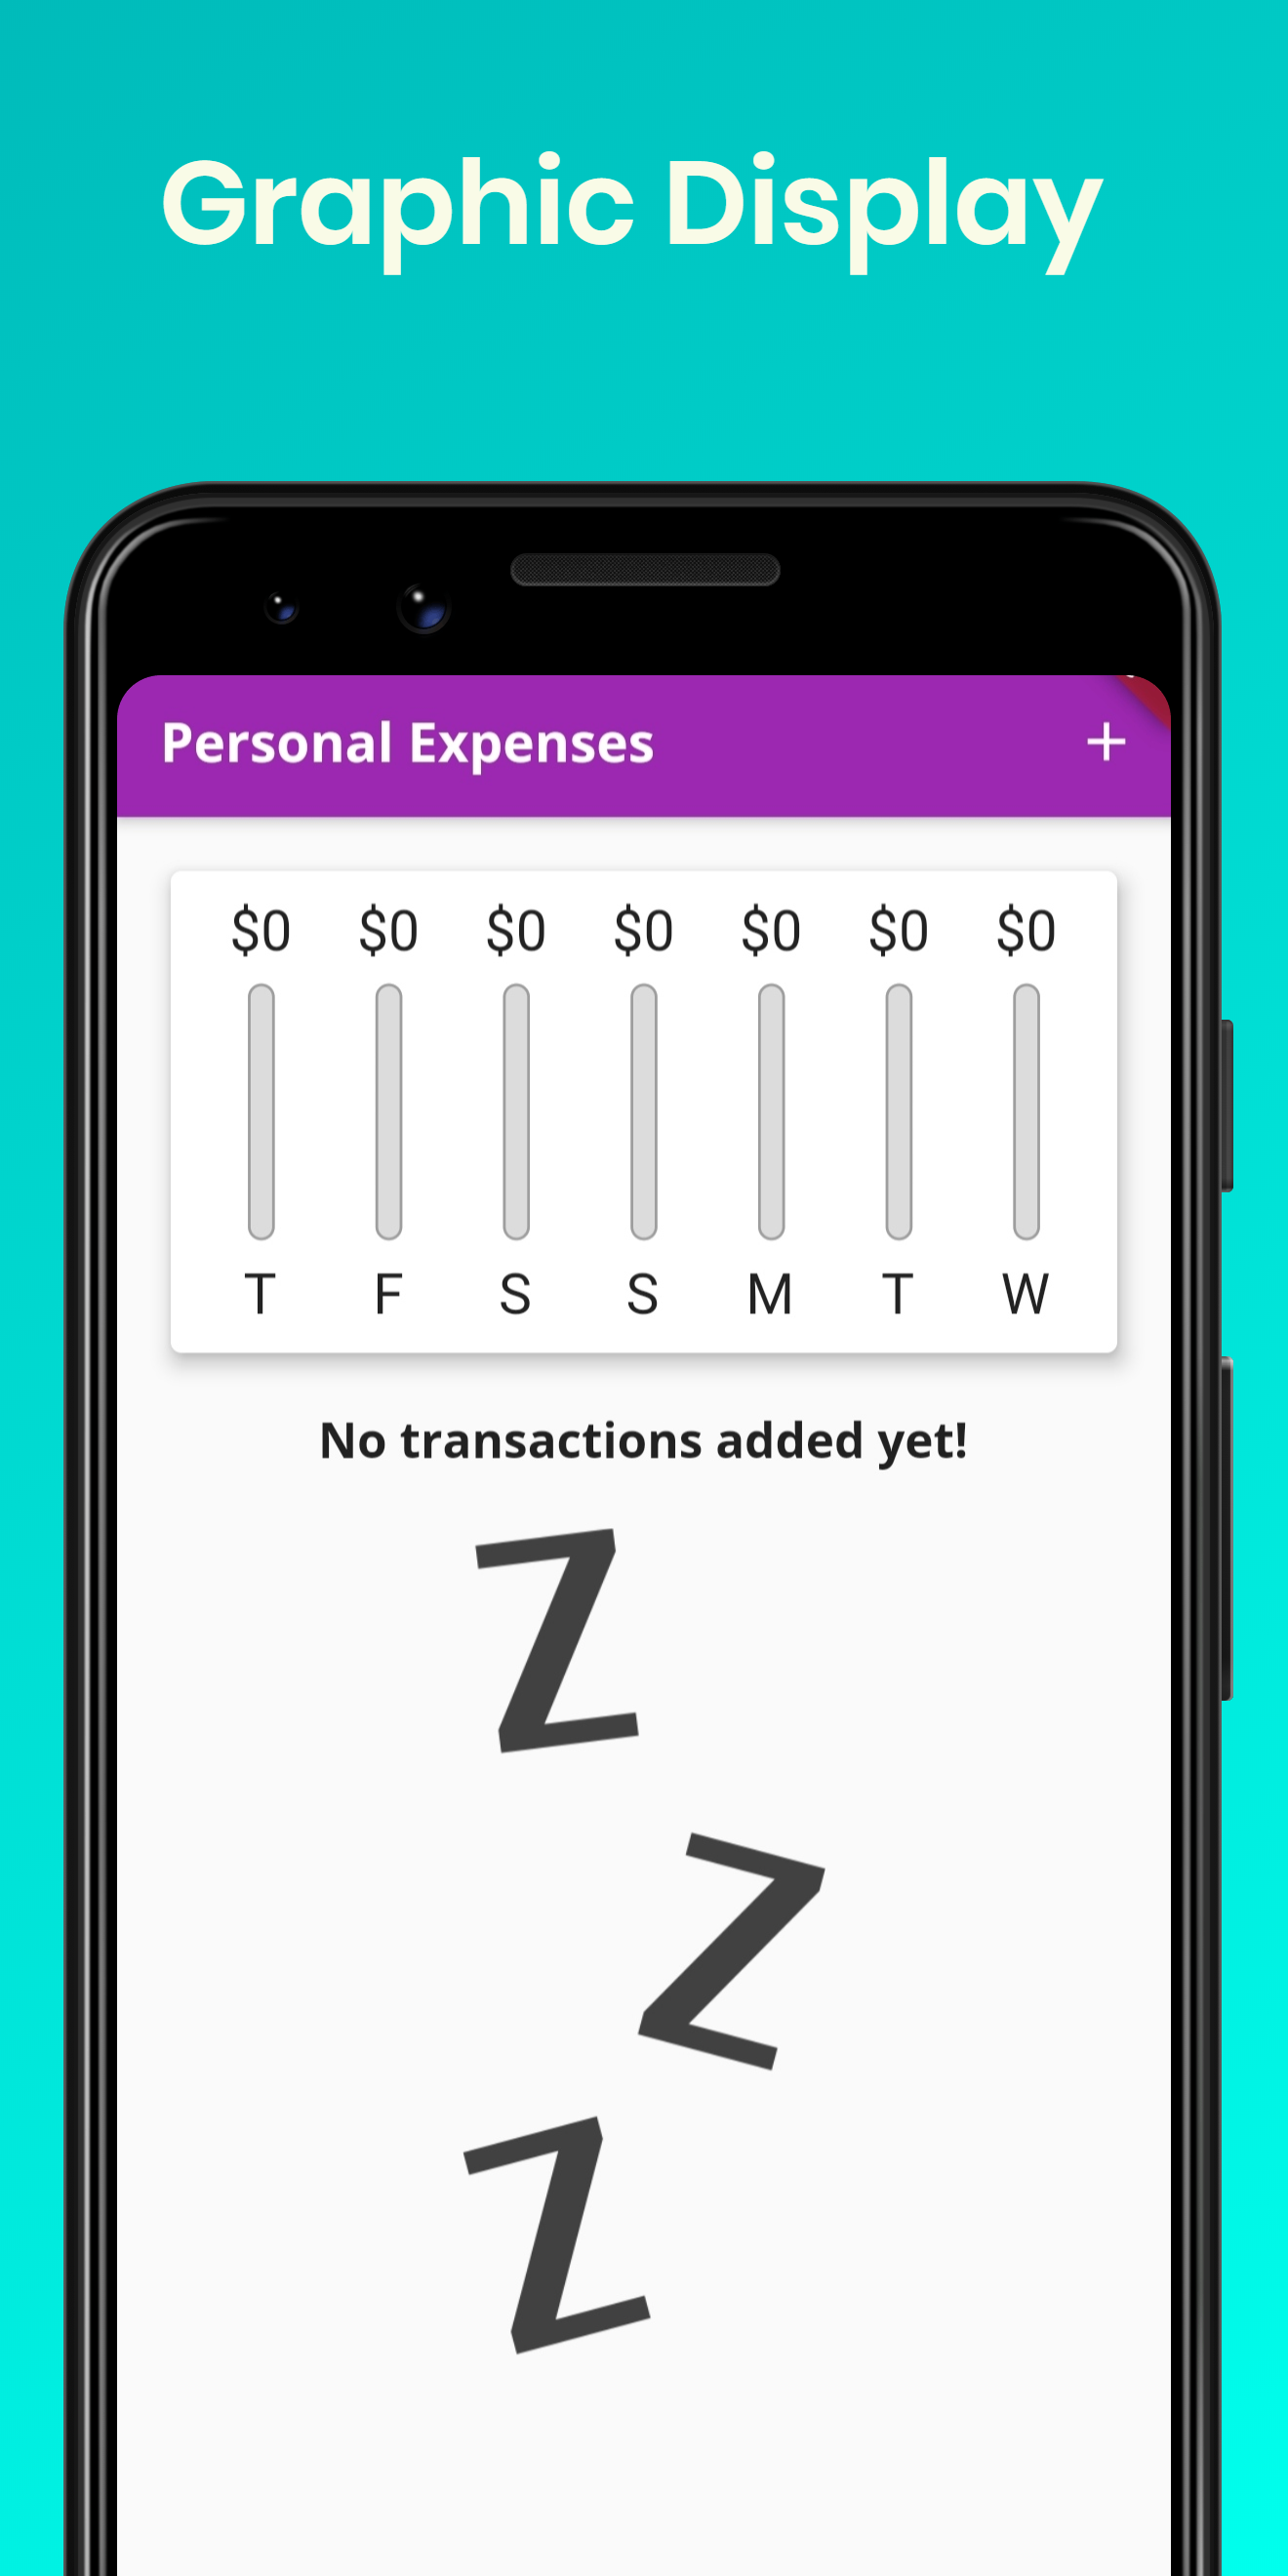 Graphic Display
Personal Expenses +
$0 $0 $0 $0 $0 $0 $0
T F S S M T W
No transactions added yet!
Z
Z
Z